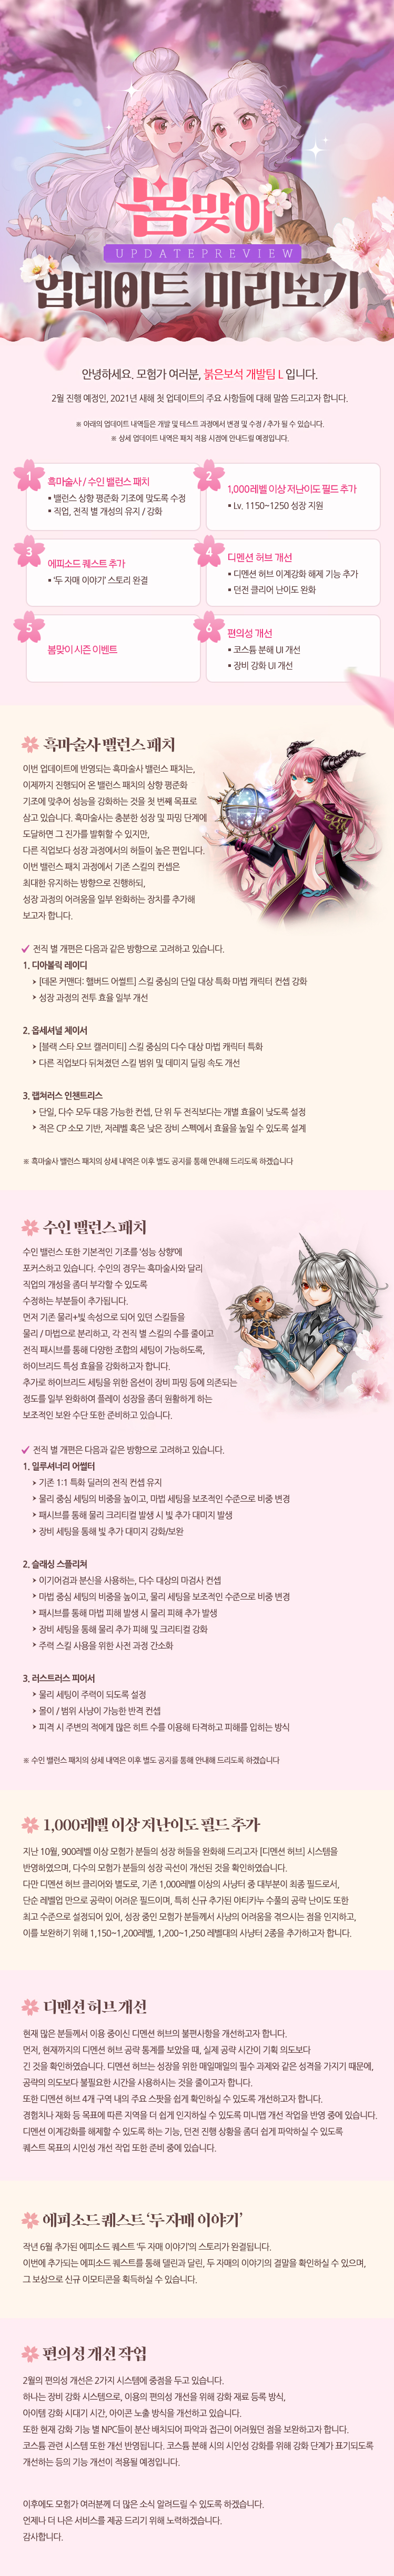 봄맞이
UPDATEPREVIEW
업데이트 미리보기
안녕하세요. 모험가 여러분, 붉은보석 개발팀 L 입니다.
2월 진행 예정인, 2021년 새해 첫 업데이트의 주요 사항들에 대해 말씀 드리고자 합니다.
※ 아래의 업데이트 내역들은 개발 및 테스트 과정에서 변경 및 수정 / 추가 될 수 있습니다.
※ 상세 업데이트 내역은 패치 적용 시점에 안내드릴 예정입니다.
1
흑마술사 / 수인 밸런스 패치
▪ 밸런스 상향 평준화 기조에 맞도록 수정
▪ 직업, 전직 별 개성의 유지 / 강화
2
1,000레벨 이상 저난이도 필드 추가
▪ Lv. 1150~1250 성장 지원
3
에피소드 퀘스트 추가
▪ '두 자매 이야기' 스토리 완결
4
디멘션 허브 개선
▪ 디멘션 허브 이계강화 해제 기능 추가
▪ 던전 클리어 난이도 완화
5
봄맞이 시즌 이벤트
6
편의성 개선
▪ 코스튬 분해 UI 개선
▪ 장비 강화 UI 개선
흑마술사 밸런스 패치
이번 업데이트에 반영되는 흑마술사 밸런스 패치는,
이제까지 진행되어 온 밸런스 패치의 상향 평준화
기조에 맞추어 성능을 강화하는 것을 첫 번째 목표로
삼고 있습니다. 흑마술사는 충분한 성장 및 파밍 단계에
도달하면 그 진가를 발휘할 수 있지만,
다른 직업보다 성장 과정에서의 허들이 높은 편입니다.
이번 밸런스 패치 과정에서 기존 스킬의 컨셉은
최대한 유지하는 방향으로 진행하되,
성장 과정의 어려움을 일부 완화하는 장치를 추가해
보고자 합니다.
✓ 전직 별 개편은 다음과 같은 방향으로 고려하고 있습니다.
1. 디아볼릭 레이디
➤ [데몬 커맨더: 핼버드 어썰트] 스킬 중심의 단일 대상 특화 마법 캐릭터 컨셉 강화
➤ 성장 과정의 전투 효율 일부 개선
2. 옵세셔널 체이서
➤ [블랙 스타 오브 캘러미티] 스킬 중심의 다수 대상 마법 캐릭터 특화
➤ 다른 직업보다 뒤쳐졌던 스킬 범위 및 데미지 딜링 속도 개선
3. 랩쳐러스 인챈트리스
➤ 단일, 다수 모두 대응 가능한 컨셉, 단 위 두 전직보다는 개별 효율이 낮도록 설정
➤ 적은 CP 소모 기반, 저레벨 혹은 낮은 장비 스펙에서 효율을 높일 수 있도록 설계
※ 흑마술사 밸런스 패치의 상세 내역은 이후 별도 공지를 통해 안내해 드리도록 하겠습니다
수인 밸런스 패치
수인 밸런스 또한 기본적인 기조를 '성능 상향'에
포커스하고 있습니다. 수인의 경우는 흑마술사와 달리
직업의 개성을 좀더 부각할 수 있도록
수정하는 부분들이 추가됩니다.
먼저 기존 물리+빛 속성으로 되어 있던 스킬들을
물리 / 마법으로 분리하고, 각 전직 별 스킬의 수를 줄이고
전직 패시브를 통해 다양한 조합의 세팅이 가능하도록,
하이브리드 특성 효율을 강화하고자 합니다.
추가로 하이브리드 세팅을 위한 옵션이 장비 파밍 등에 의존되는
경도를 일부 완화하여 플레이 성장을 좀더 원활하게 하는
보조적인 보완 수단 또한 준비하고 있습니다.
✓ 전직 별 개편은 다음과 같은 방향으로 고려하고 있습니다.
1. 일루셔너리 어썰터
➤ 기존 1:1 특화 딜러의 전직 컨셉 유지
➤ 물리 중심 세팅의 비중을 높이고, 마법 세팅을 보조적인 수준으로 비중 변경
➤ 패시브를 통해 물리 크리티컬 발생 시 빛 추가 대미지 발생
➤ 장비 세팅을 통해 빛 추가 대미지 강화/보완
2. 슬래싱 스플리쳐
➤ 이기어검과 분신을 사용하는, 다수 대상의 마검사 컨셉
➤ 마법 중심 세팅의 비중을 높이고, 물리 세팅을 보조적인 수준으로 비중 변경
➤ 패시브를 통해 마법 피해 발생 시 물리 피해 추가 발생
➤ 장비 세팅을 통해 물리 추가 피해 및 크리티컬 강화
➤ 주력 스킬 사용을 위한 사전 과정 간소화
3. 러스트러스 피어서
➤ 물리 세팅이 주력이 되도록 설정
➤ 몰이 / 범위 사냥이 가능한 반격 컨셉
➤ 피격 시 주변의 적에게 많은 히트 수를 이용해 타격하고 피해를 입히는 방식
※ 수인 밸런스 패치의 상세 내역은 이후 별도 공지를 통해 안내해 드리도록 하겠습니다
1,000레벨 이상 저난이도 필드 추가
지난 10월, 900레벨 이상 모험가 분들의 성장 허들을 완화해 드리고자 [디멘션 허브] 시스템을
반영하였으며, 다수의 모험가 분들의 성장 곡선이 개선된 것을 확인하였습니다.
다만 디멘션 허브 클리어와 별도로, 기존 1,000레벨 이상의 사냥터 중 대부분이 최종 필드로서,
단순 레벨업 만으로 공략이 어려운 필드이며, 특히 신규 추가된 아티카누 수풀의 공략 난이도 또한
최고 수준으로 설정되어 있어, 성장 중인 모험가 분들께서 사냥의 어려움을 겪으시는 점을 인지하고,
이를 보완하기 위해 1,150~1,200레벨, 1,200~1,250 레벨대의 사냥터 2종을 추가하고자 합니다.
디멘션 허브 개선
현재 많은 분들께서 이용 중이신 디멘션 허브의 불편사항을 개선하고자 합니다.
먼저, 현재까지의 디멘션 허브 공략 통계를 보았을 때, 실제 공략 시간이 기획 의도보다
긴 것을 확인하였습니다. 디멘션 허브는 성장을 위한 매일매일의 필수 과제와 같은 성격을 가지기 때문에,
공략의 의도보다 불필요한 시간을 사용하시는 것을 줄이고자 합니다.
또한 디멘션 허브 4개 구역 내의 주요 스팟을 쉽게 확인하실 수 있도록 개선하고자 합니다.
경험치나 재화 등 목표에 따른 지역을 더 쉽게 인지하실 수 있도록 미니맵 개선 작업을 반영 중에 있습니다.
디멘션 이계강화를 해제할 수 있도록 하는 기능, 던전 진행 상황을 좀더 쉽게 파악하실 수 있도록
퀘스트 목표의 시인성 개선 작업 또한 준비 중에 있습니다.
에피소드 퀘스트 '두 자매 이야기'
작년 6월 추가된 에피소드 퀘스트 '두 자매 이야기'의 스토리가 완결됩니다.
이번에 추가되는 에피소드 퀘스트를 통해 델린과 달린, 두 자매의 이야기의 결말을 확인하실 수 있으며,
그 보상으로 신규 이모티콘을 획득하실 수 있습니다.
편의성 개선 작업
2월의 편의성 개선은 2가지 시스템에 중점을 두고 있습니다.
하나는 장비 강화 시스템으로, 이용의 편의성 개선을 위해 강화 재료 등록 방식,
아이템 강화 시대기 시간, 아이콘 노출 방식을 개선하고 있습니다.
또한 현재 강화 기능 별 NPC들이 분산 배치되어 파악과 접근이 어려웠던 점을 보완하고자 합니다.
코스튬 관련 시스템 또한 개선 반영됩니다. 코스튬 분해 시의 시인성 강화를 위해 강화 단계가 표기되도록
개선하는 등의 기능 개선이 적용될 예정입니다.
이후에도 모험가 여러분께 더 많은 소식 알려드릴 수 있도록 하겠습니다.
언제나 더 나은 서비스를 제공 드리기 위해 노력하겠습니다.
감사합니다.